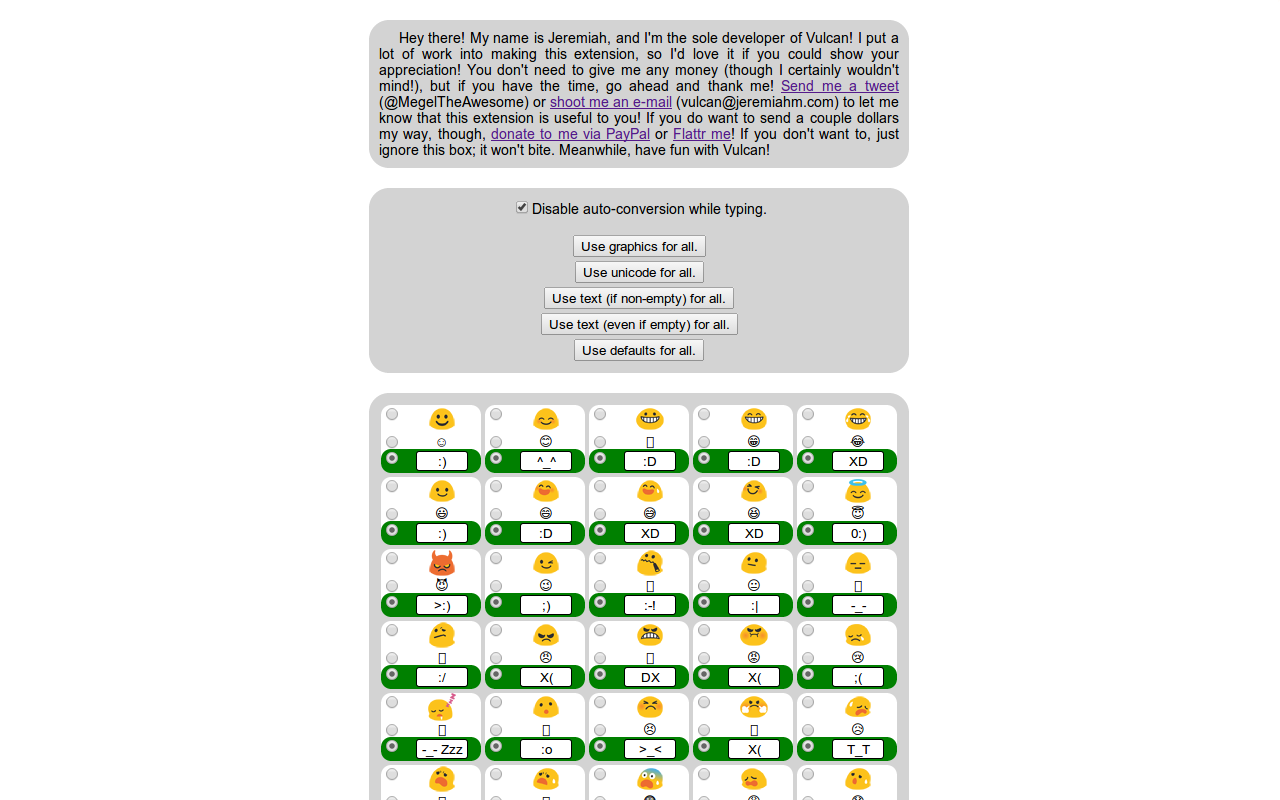 Hey there! My name is Jeremiah, and I'm the sole developer of Vulcan! I put a
lot of work into making this extension, so I'd love it if you could show your
appreciation! You don't need to give me any money (though I certainly wouldn't
mind!), but if you have the time, go ahead and thank me! Send me a tweet
(@MegelTheAwesome) or shoot me an e-mail (vulcan@jeremiahm.com) to let me
know that this extension is useful to you! If you do want to send a couple dollars
my way, though, donate to me via PayPal or Flattr me! If you don't want to, just
ignore this box; it won't bite. Meanwhile, have fun with Vulcan!
Disable auto-conversion while typing.
Use graphics for all.
Use unicode for all.
Use text (if non-empty) for all.
Use text (even if empty) for all.
Use defaults for all.
:) ^_^ :D :D XD
:) :D XD XD 0:)
>:) ;) :-! :| -_-
:/ X( DX X( ;(
-_- Zzz :o >_< X( T_T